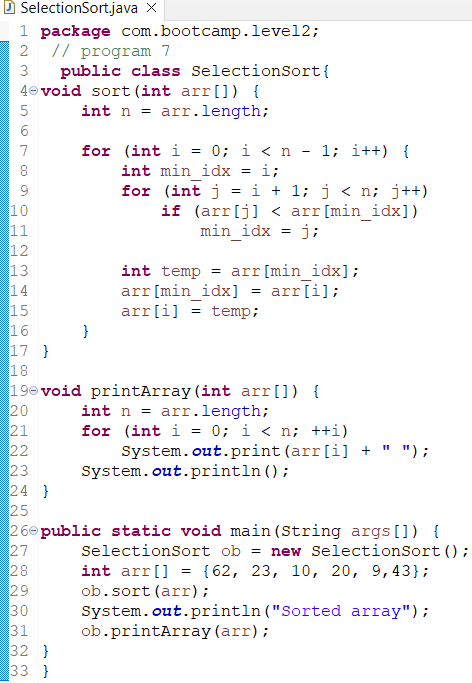 SelectionSort.java
1 package com.bootcamp.level2;
2 // program 7
3 public class SelectionSort{
4 void sort(int arr[]) {
5 int n = arr.length;
6
7 for (int i = 0; i < n - 1; i++) {
8 int min_idx = i;
9 for (int j = i + 1; j < n; j++)
10 if (arr[j] < arr[min_idx])
11 min_idx = j;
12
13 int temp = arr[min_idx];
14 arr[min_idx] = arr[i];
15 arr[i] = temp;
16 }
17 }
18
19 void printArray(int arr[]) {
20 int n = arr.length;
21 for (int i = 0; i < n; ++i)
22 System.out.print(arr[i] + " ");
23 System.out.println();
24 }
25
26 public static void main(String args[]) {
27 SelectionSort ob = new SelectionSort();
28 int arr[] = {62, 23, 10, 20, 9,43};
29 ob.sort(arr);
30 System.out.println("Sorted array");
31 ob.printArray(arr);
32 }
33 }